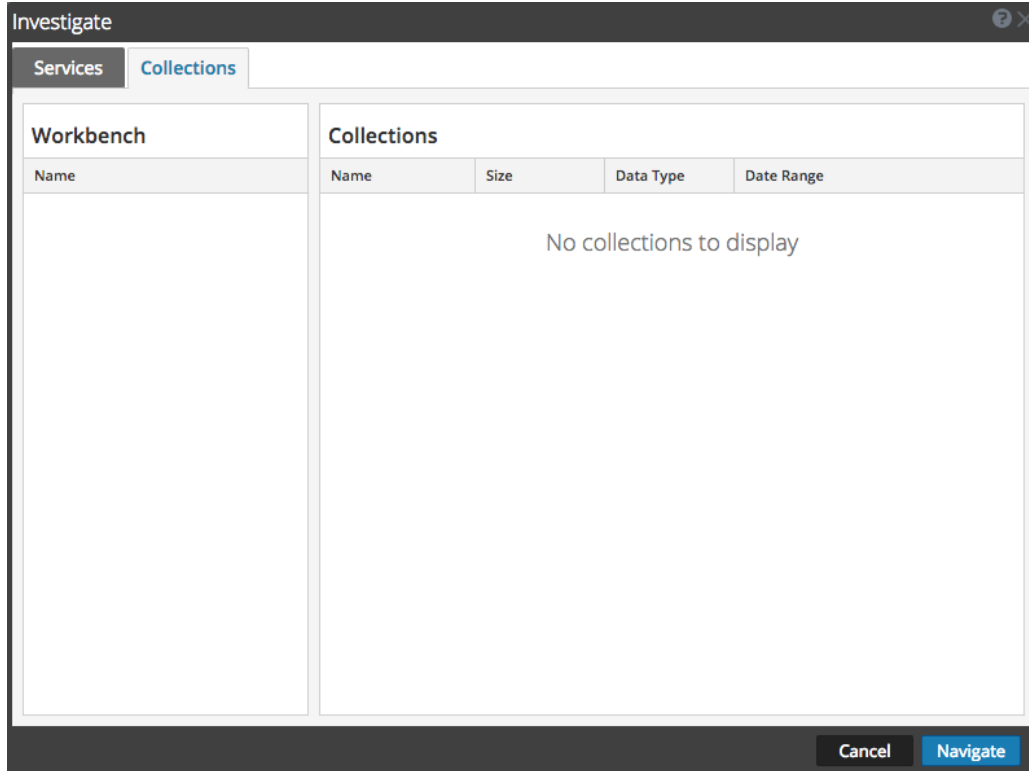 Investigate
Services Collections
Workbench Collections
Name Name Size Data Type Date Range
No collections to display
Cancel Navigate